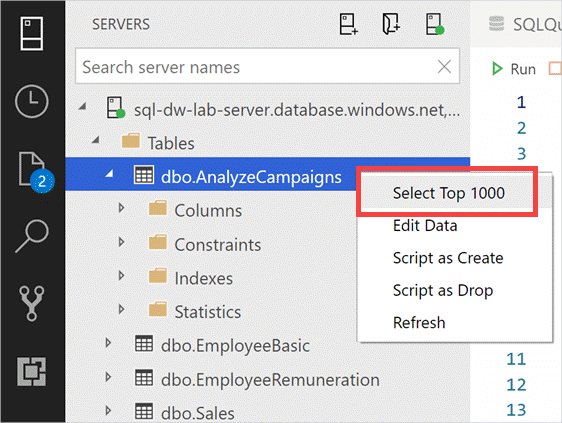 SERVERS
SQLQu
Search server names
Run
sql-dw-lab-server.database.windows.net,...
1
Tables
2
dbo.AnalyzeCampaigns
3
2
Select Top 1000
Columns
Edit Data
Constraints
Script as Create
Indexes
Script as Drop
Statistics
Refresh
dbo.EmployeeBasic
11
dbo.EmployeeRemuneration
12
dbo.Sales
13